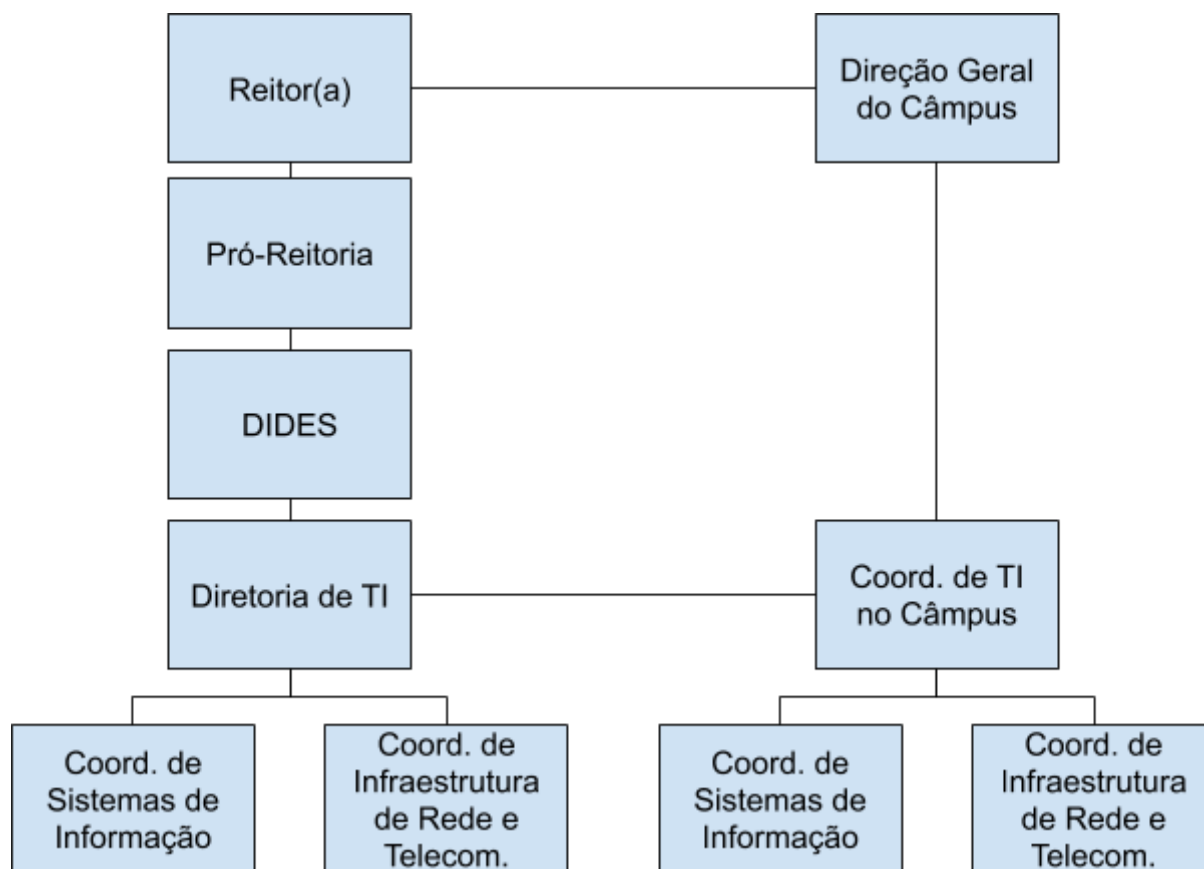 Reitor(a)
Direção Geral
do Câmpus
Pró-Reitoria
DIDES
Diretoria de TI
Coord. de TI
no Câmpus
Coord. de
Sistemas de
Informação
Coord. de
Infraestrutura
de Rede e
Telecom.
Coord. de
Sistemas de
Informação
Coord. de
Infraestrutura
de Rede e
Telecom.